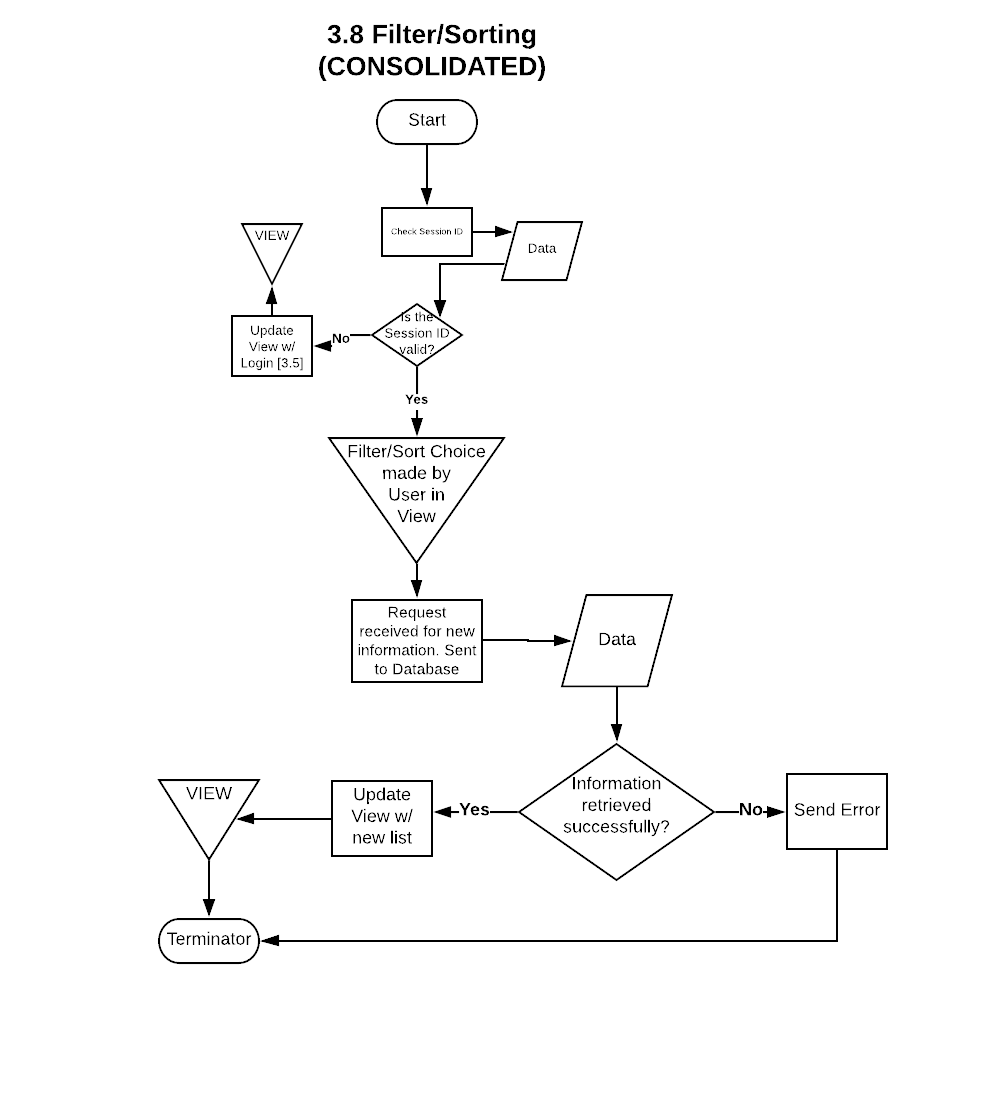 3.8 Filter/Sorting
(CONSOLIDATED)
Start
Check Session ID
Data
VIEW
Is the
Session ID
valid?
No
Update
View w/
Login [3.5]
Yes
Filter/Sort Choice
made by
User in
View
Request
received for new
information. Sent
to Database
Data
Information
retrieved
successfully?
Yes
No
Send Error
Update
View w/
new list
VIEW
Terminator